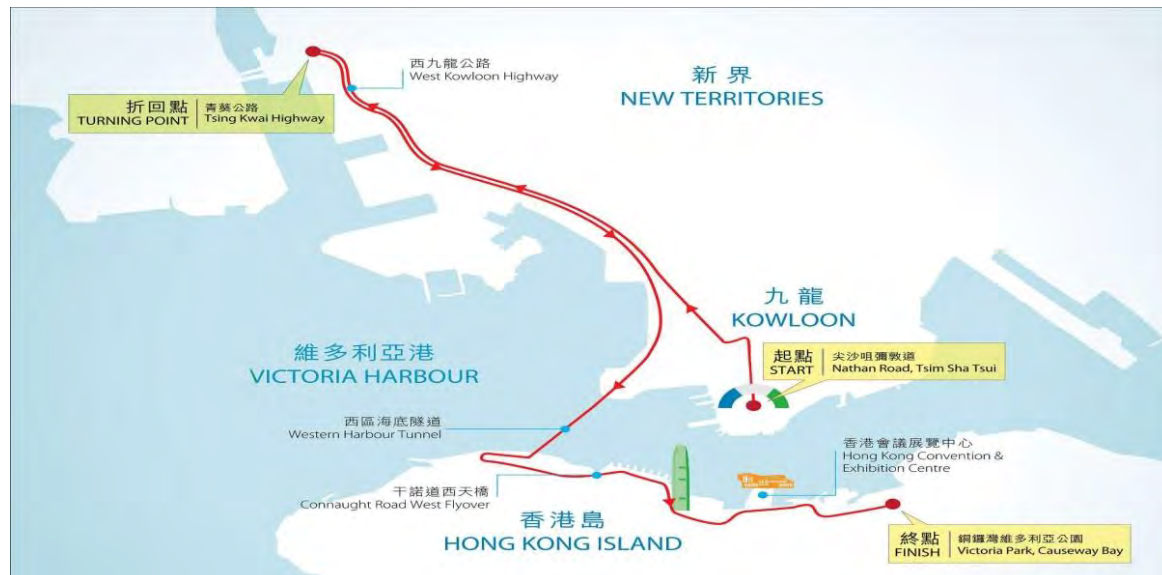 西九龍公路
West Kowloon Highway
新界
NEW TERRITORIES
折回點
TURNING POINT
青葵公路
Tsing Kwai Highway
九龍
KOWLOON
起點
START
尖沙咀彌敦道
Nathan Road, Tsim Sha Tsui
維多利亞港
VICTORIA HARBOUR
西區海底隧道
Western Harbour Tunnel
香港會議展覽中心
Hong Kong Convention &
Exhibition Centre
干諾道西天橋
Connaught Road West Flyover
香港島
HONG KONG ISLAND
終點
FINISH
銅鑼灣維多利亞公園
Victoria Park, Causeway Bay